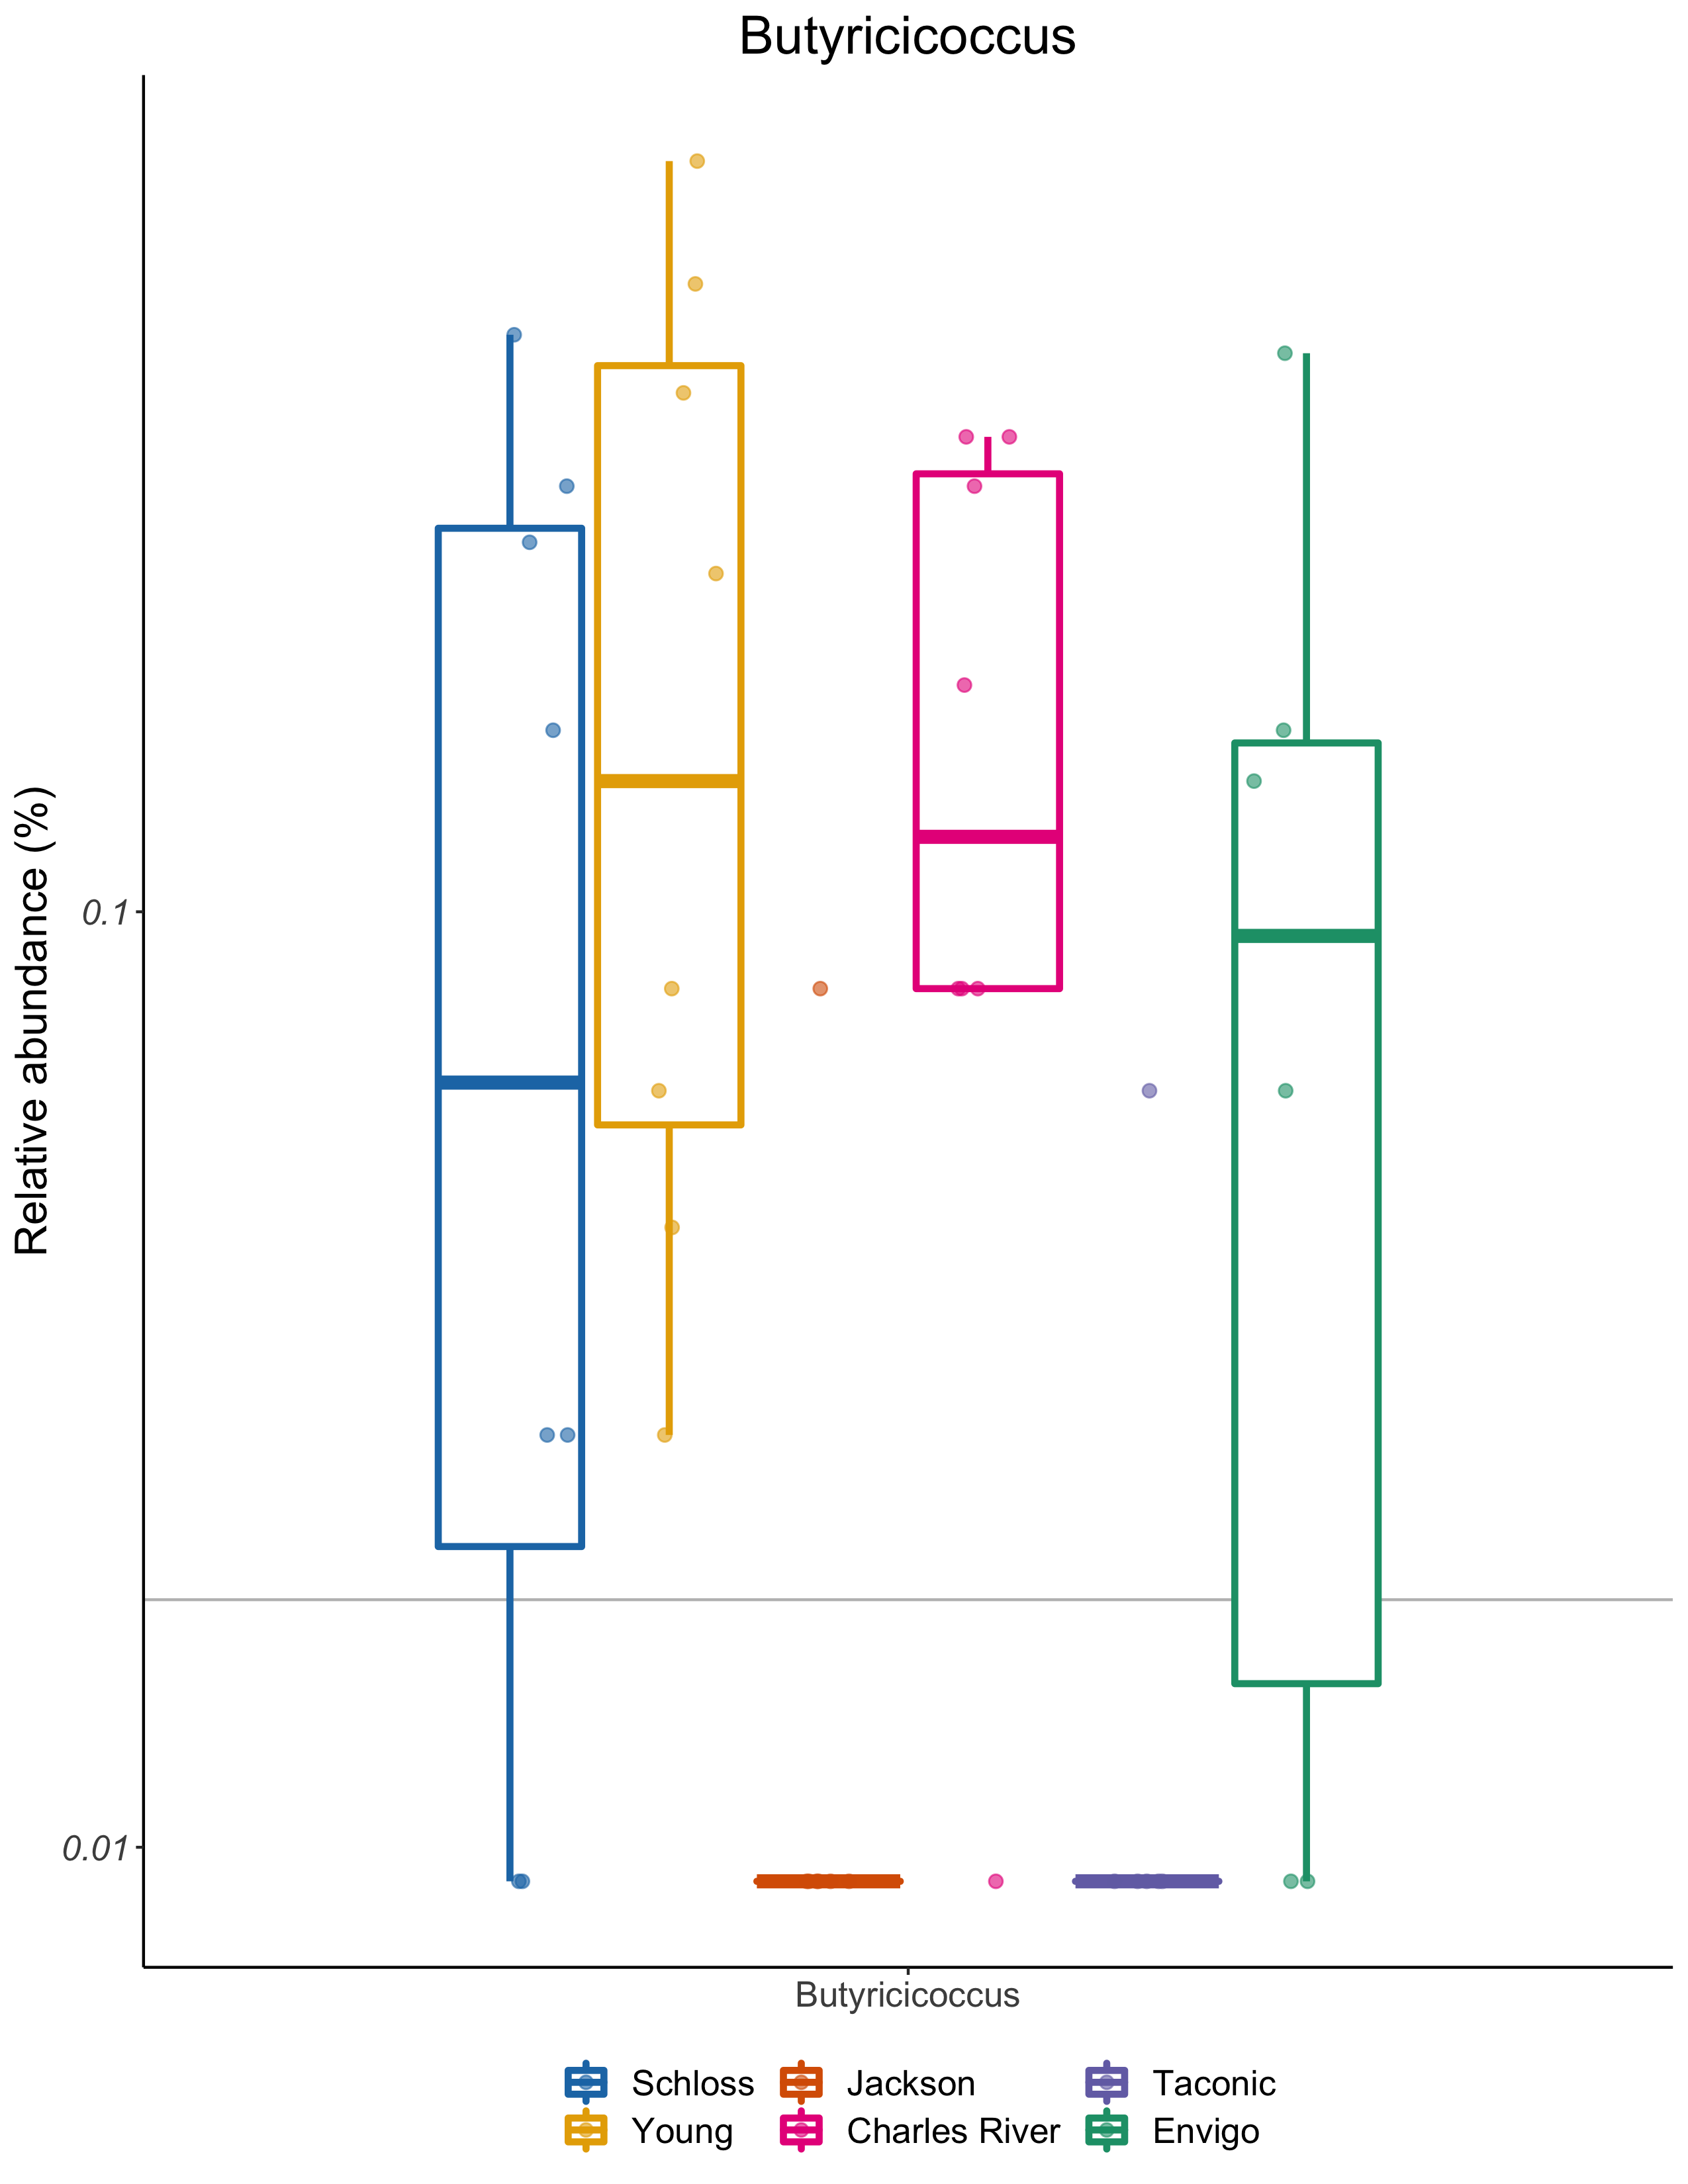 Butyricicoccus
Relative abundance (%)
0.1
0.01
Butyricicoccus
Schloss
Jackson
Taconic
Young
Charles River
Envigo